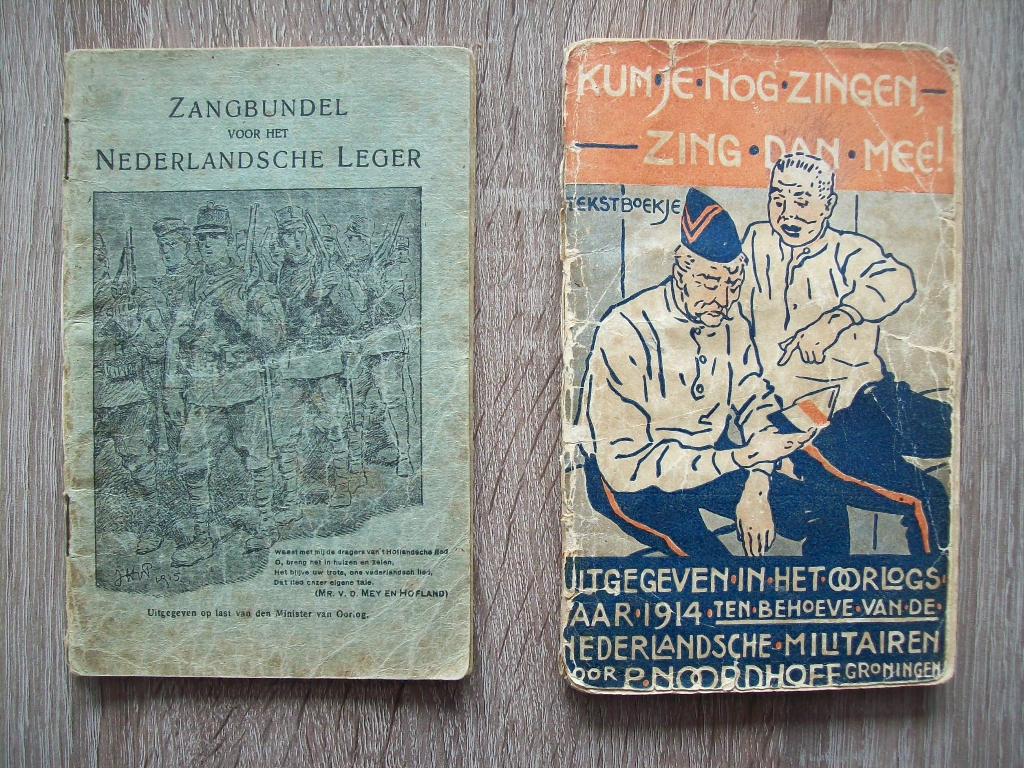 ZANGBUNDEL
VOOR HET
NEDERLANDSCHE LEGER
Weest met mij de dragers van 't Hollandsche lied
O, breng het in huizen en zalen,
Het blijve uw trots, ons vaderlandsch lied,
Dat lied onzer eigene tale.
(MR. V. D. MEY EN HOFLAND)
1915
Uitgegeven op last van den Minister van Oorlog.
KUN·JE·NOG·ZINGEN,—
—ZING·DAN·MEE!
TEKSTBOEKJE
UITGEGEVEN·IN·HET·OORLOGS
JAAR·1914·TEN·BEHOEVE·VAN·DE·
NEDERLANDSCHE·MILITAIREN
DOOR P·NOORDHOFF GRONINGEN